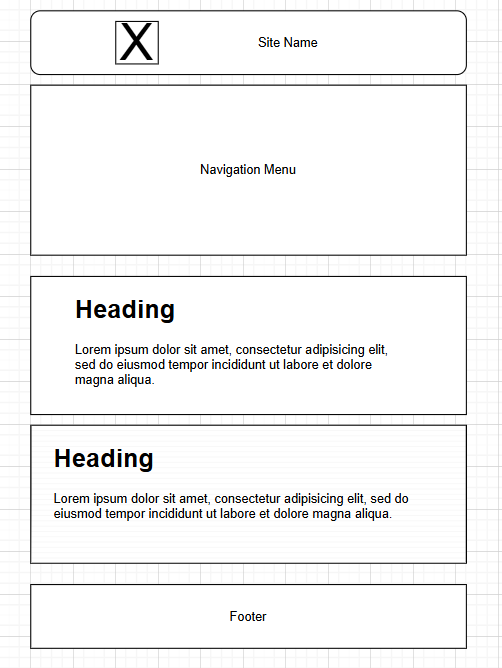 X
Site Name
Navigation Menu
Heading
Lorem ipsum dolor sit amet, consectetur adipisicing elit,
sed do eiusmod tempor incididunt ut labore et dolore
magna aliqua.
Heading
Lorem ipsum dolor sit amet, consectetur adipisicing elit, sed do
eiusmod tempor incididunt ut labore et dolore magna aliqua.
Footer